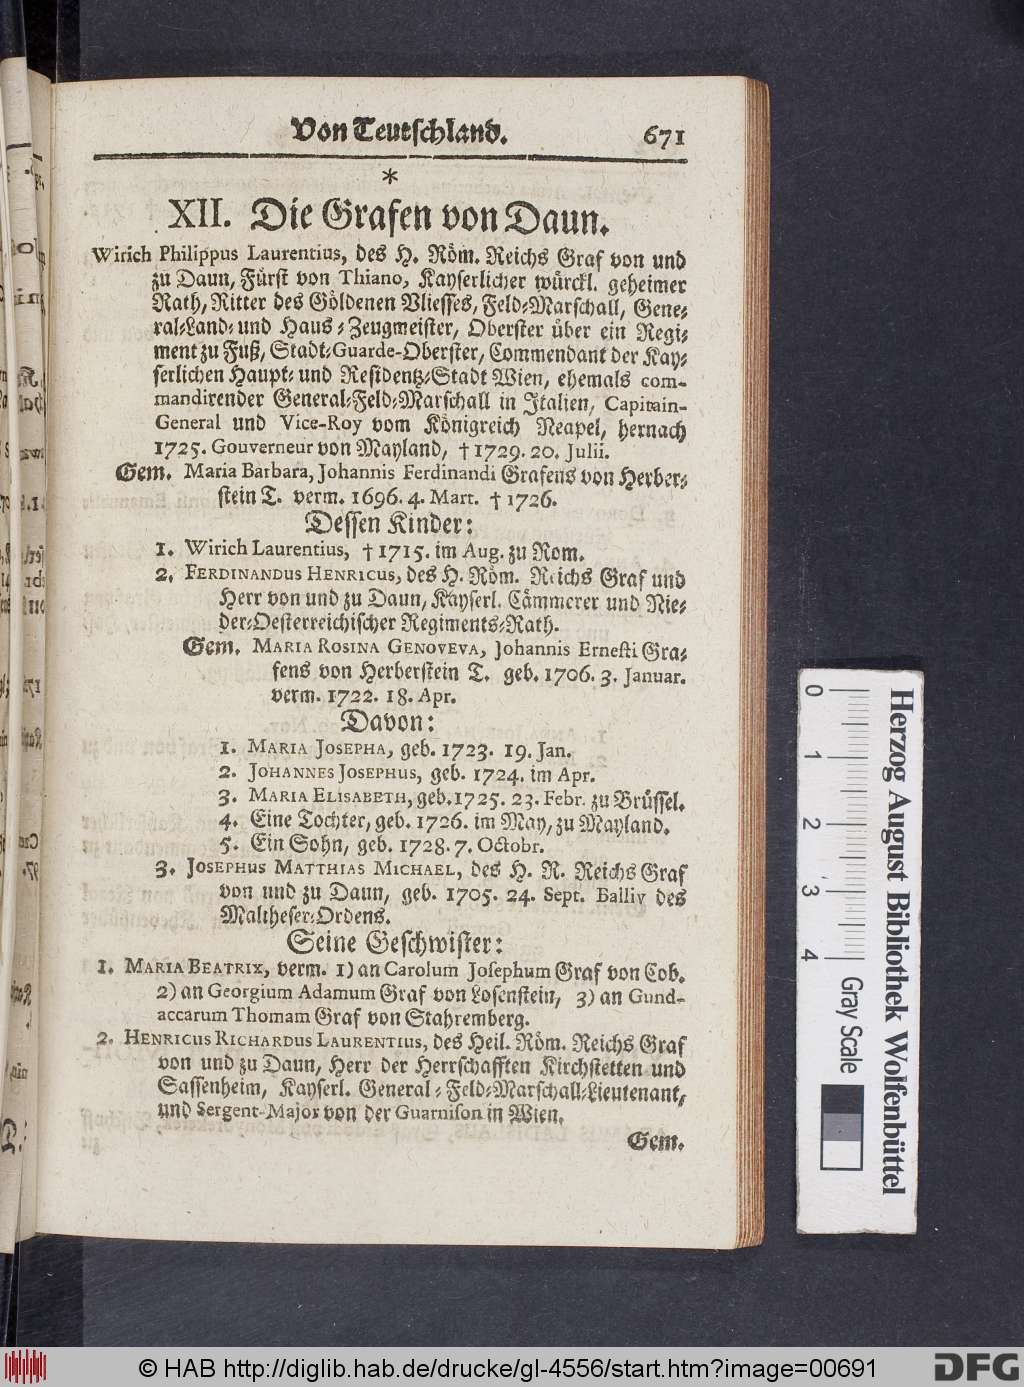 Von Teutschland. 671
*
XII. Die Grafen von Daun.
Wirich Philippus Laurentius, des H. Röm. Reichs Graf von und
zu Daun, Fürst von Thiano, Kayserlicher würckl. geheimer
Rath, Ritter des Göldenen Vliesses, Feld-Marschall, Gene-
ral-Land- und Haus-Zeugmeister, Oberster über ein Regi-
ment zu Fuß, Stadt-Guarde-Oberster, Commendant der Kay-
serlichen Haupt- und Residentz-Stadt Wien, ehemals com-
mandirender General-Feld-Marschall in Italien, Capitain-
General und Vice-Roy vom Königreich Neapel, hernach
1725. Gouverneur von Mayland, † 1729. 20. Julii.
Gem. Maria Barbara, Johannis Ferdinandi Grafens von Herber-
stein T. verm. 1696. 4. Mart. † 1726.
Dessen Kinder:
1. Wirich Laurentius, † 1715. im Aug. zu Rom.
2. FERDINANDUS HENRICUS, des H. Röm. Reichs Graf und
Herr von und zu Daun, Kayserl. Cämmerer und Nie-
der-Oesterreichischer Regiments-Rath.
Gem. MARIA ROSINA GENOVEVA, Johannis Ernesti Gra-
fens von Herberstein T. geb. 1706. 3. Januar.
verm. 1722. 18. Apr.
Davon:
1. MARIA JOSEPHA, geb. 1723. 19. Jan.
2. JOHANNES JOSEPHUS, geb. 1724. im Apr.
3. MARIA ELISABETH, geb. 1725. 23. Febr. zu Brüssel.
4. Eine Tochter, geb. 1726. im May, zu Mayland.
5. Ein Sohn, geb. 1728. 7. Octobr.
3. JOSEPHUS MATTHIAS MICHAEL, des H. R. Reichs Graf
von und zu Daun, geb. 1705. 24. Sept. Balliv des
Maltheser-Ordens.
Seine Geschwister:
1. MARIA BEATRIX, verm. 1) an Carolum Josephum Graf von Cob.
2) an Georgium Adamum Graf von Losenstein, 3) an Gund-
accarum Thomam Graf von Stahremberg.
2. HENRICUS RICHARDUS LAURENTIUS, des Heil. Röm. Reichs Graf
von und zu Daun, Herr der Herrschafften Kirchstetten und
Sassenheim, Kayserl. General-Feld-Marschall-Lieutenant,
und Sergent-Major von der Guarnison in Wien.
Gem.
0 1 2 3 4
Herzog August Bibliothek Wolfenbüttel
Gray Scale
© HAB http://diglib.hab.de/drucke/gl-4556/start.htm?image=00691
DFG